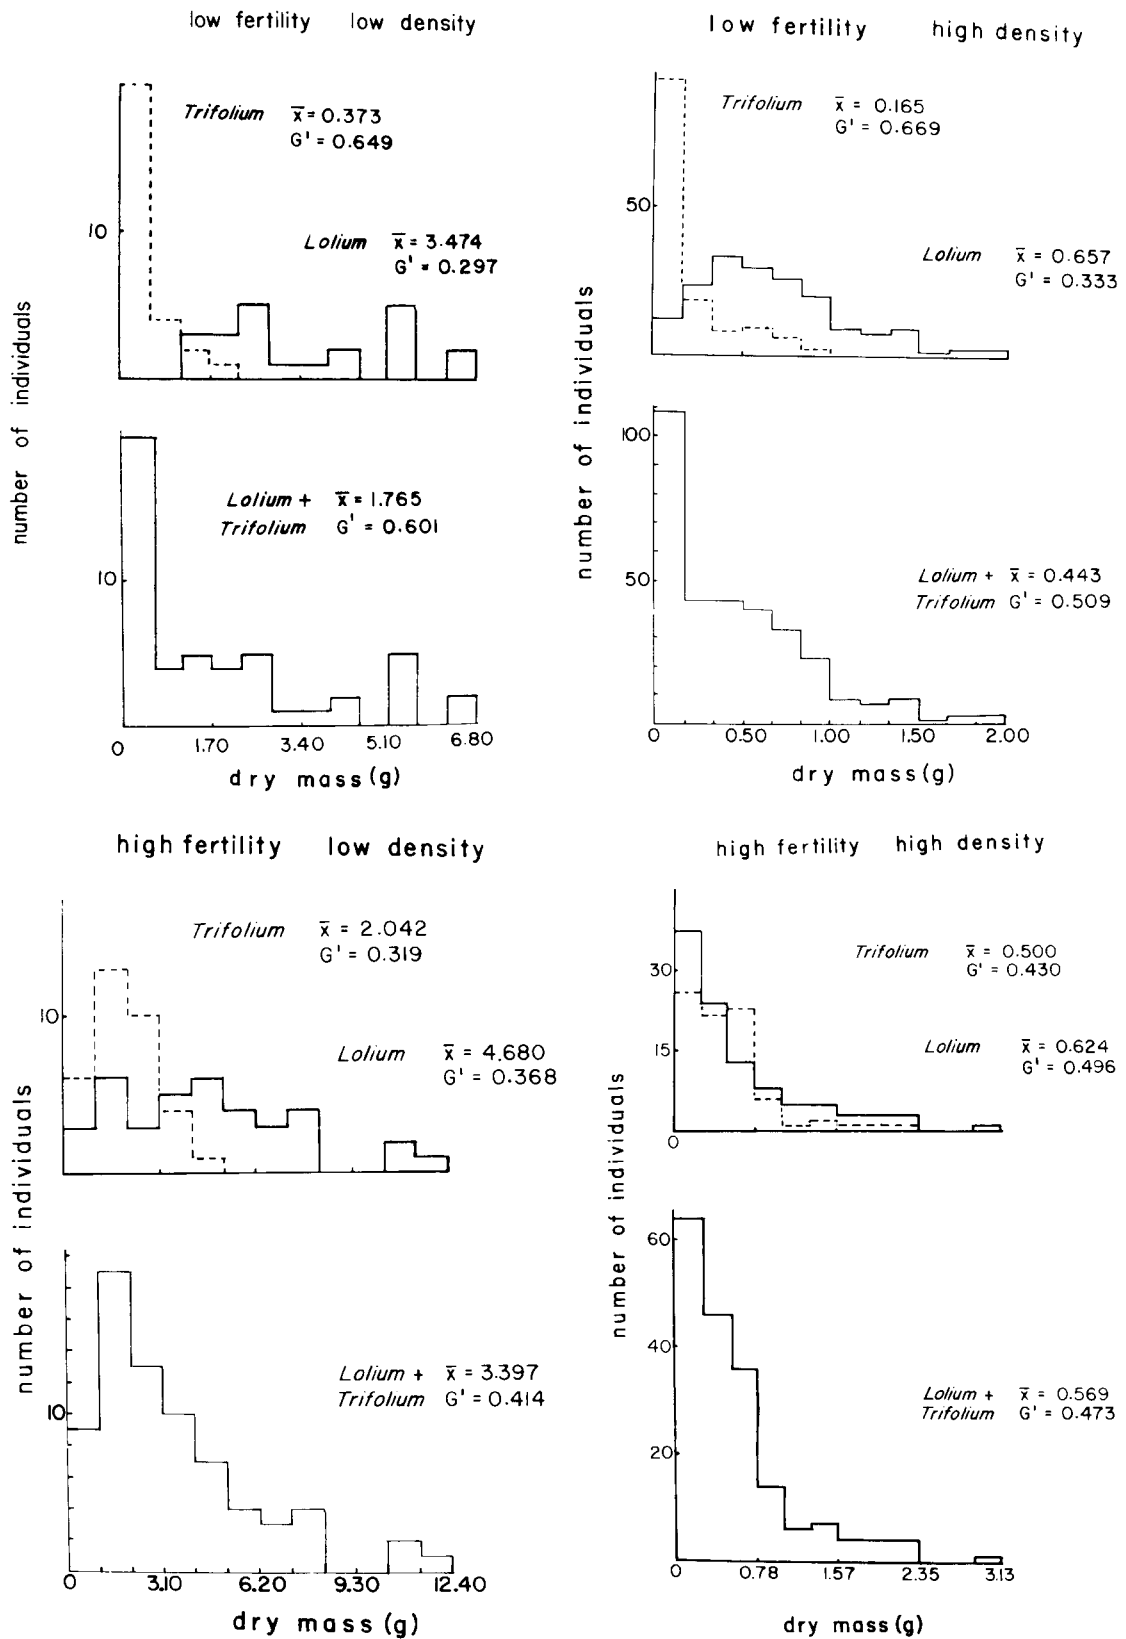 low fertility low density
Trifolium x̄ = 0.373
G' = 0.649
10
Lolium x̄ = 3.474
G' = 0.297
number of individuals
Lolium + x̄ = 1.765
Trifolium G' = 0.601
10
0 1.70 3.40 5.10 6.80
dry mass (g)
low fertility high density
Trifolium x̄ = 0.165
G' = 0.669
50
Lolium x̄ = 0.657
G' = 0.333
number of individuals
100
50
Lolium + x̄ = 0.443
Trifolium G' = 0.509
0 0.50 1.00 1.50 2.00
dry mass (g)
high fertility low density
Trifolium x̄ = 2.042
G' = 0.319
10
Lolium x̄ = 4.680
G' = 0.368
number of individuals
Lolium + x̄ = 3.397
Trifolium G' = 0.414
10
0 3.10 6.20 9.30 12.40
dry mass (g)
high fertility high density
Trifolium x̄ = 0.500
G' = 0.430
30
Lolium x̄ = 0.624
G' = 0.496
15
0
number of individuals
60
40
Lolium + x̄ = 0.569
Trifolium G' = 0.473
20
0 0.78 1.57 2.35 3.13
dry mass (g)